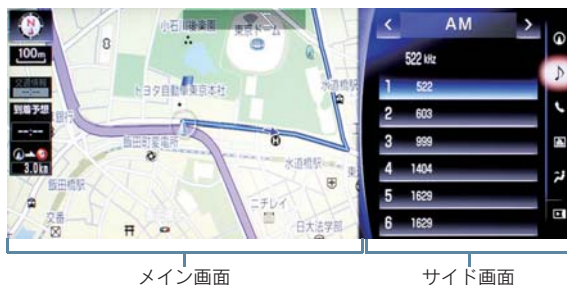 N
100m
交通情報
--:--
到着予想
--:--
3.0km
小石川後楽園
東京ドーム
トヨタ自動車東京本社
水道橋
銀行
飯田町変電所
水道橋駅
飯田橋駅
ニチレイ
交番
日大法学部
東
AM
522 kHz
1 522
2 603
3 999
4 1404
5 1629
6 1629
メイン画面
サイド画面